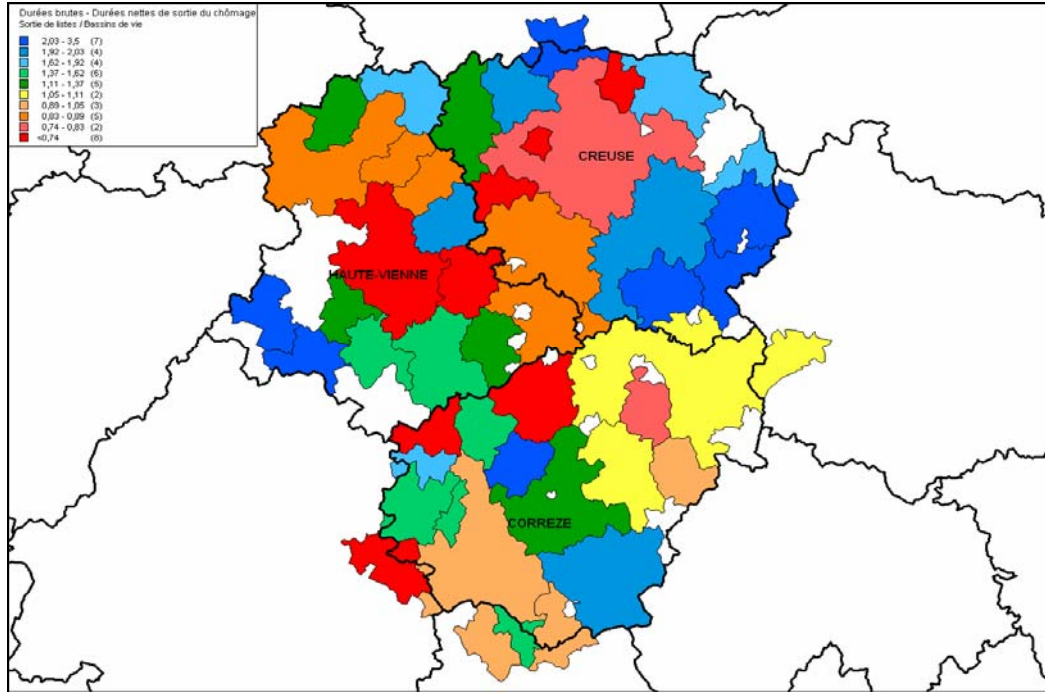 Durées brutes - Durées nettes de sortie du chômage
Sortie de listes / Bassins de vie
2,03 - 3,5 (7)
1,92 - 2,03 (4)
1,62 - 1,92 (4)
1,37 - 1,62 (6)
1,11 - 1,37 (5)
1,05 - 1,11 (2)
0,89 - 1,05 (3)
0,83 - 0,89 (5)
0,74 - 0,83 (2)
<0,74 (8)
CREUSE
HAUTE-VIENNE
CORREZE